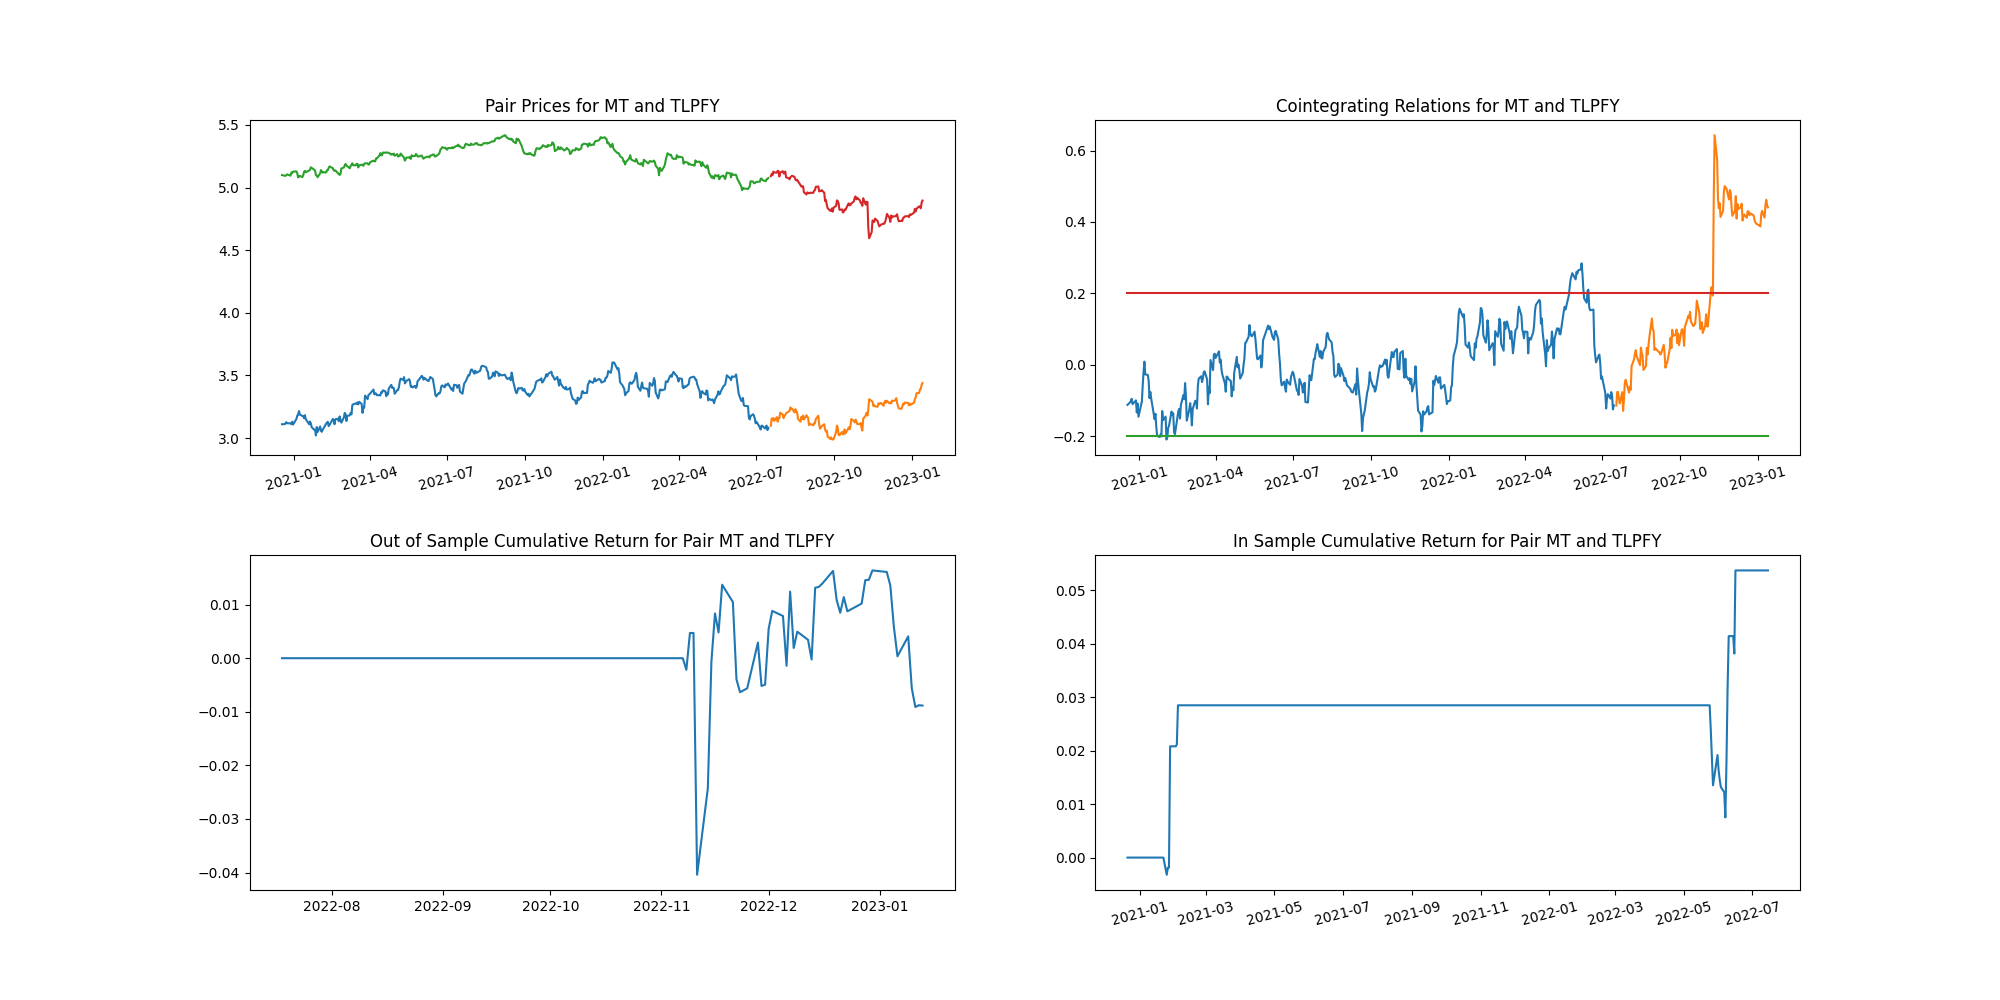 Pair Prices for MT and TLPFY
5.5
5.0
4.5
4.0
3.5
3.0
2021-01 2021-04 2021-07 2021-10 2022-01 2022-04 2022-07 2022-10 2023-01
Cointegrating Relations for MT and TLPFY
0.6
0.4
0.2
0.0
−0.2
2021-01 2021-04 2021-07 2021-10 2022-01 2022-04 2022-07 2022-10 2023-01
Out of Sample Cumulative Return for Pair MT and TLPFY
0.01
0.00
−0.01
−0.02
−0.03
−0.04
2022-08 2022-09 2022-10 2022-11 2022-12 2023-01
In Sample Cumulative Return for Pair MT and TLPFY
0.05
0.04
0.03
0.02
0.01
0.00
2021-01 2021-03 2021-05 2021-07 2021-09 2021-11 2022-01 2022-03 2022-05 2022-07